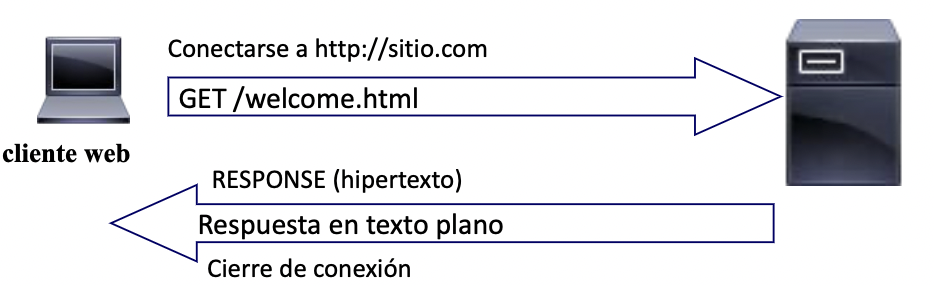 Conectarse a http://sitio.com
GET /welcome.html
cliente web
RESPONSE (hipertexto)
Respuesta en texto plano
Cierre de conexión